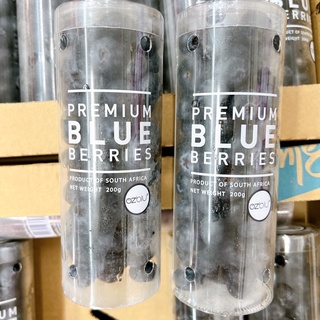 PREMIUM
BLUE
BERRIES
PRODUCT OF SOUTH AFRICA
NET WEIGHT 200g
ozblu
PREMIUM
BLUE
BERRIES
PRODUCT OF SOUTH AFRICA
NET WEIGHT 200g
ozblu